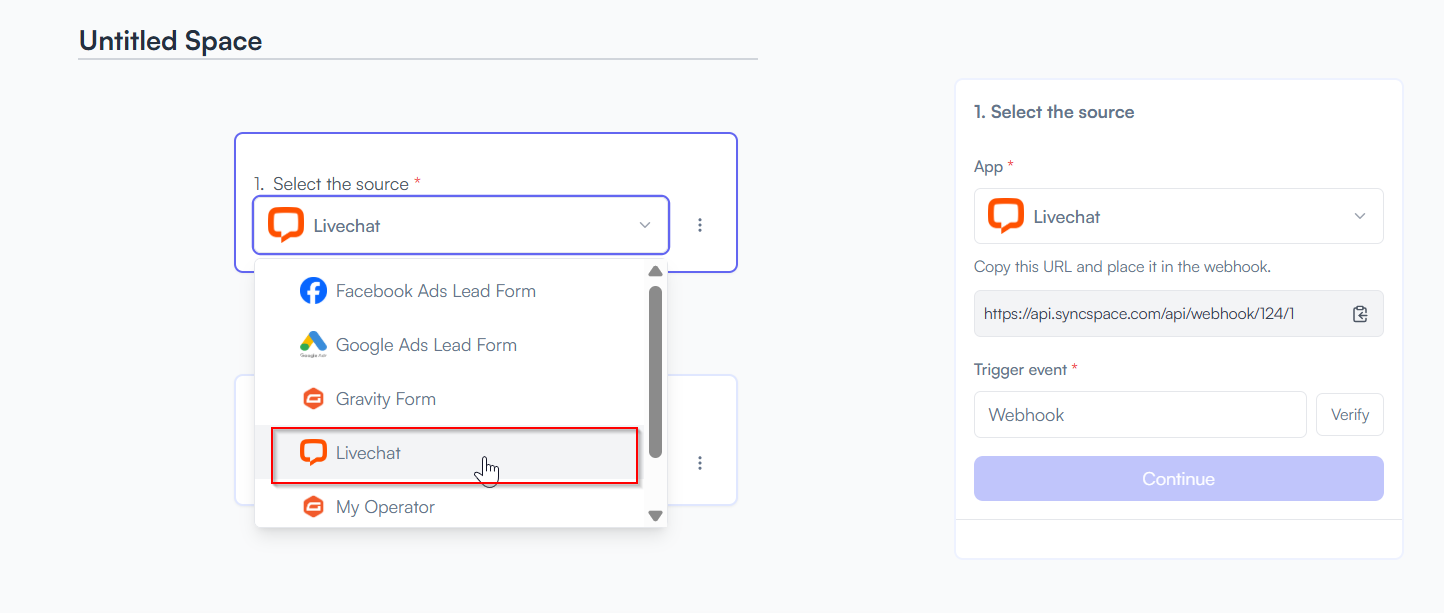 Untitled Space
1. Select the source *
Livechat
Facebook Ads Lead Form
Google Ads Lead Form
Gravity Form
Livechat
My Operator
1. Select the source
App *
Livechat
Copy this URL and place it in the webhook.
https://api.syncspace.com/api/webhook/124/1
Trigger event *
Webhook
Verify
Continue